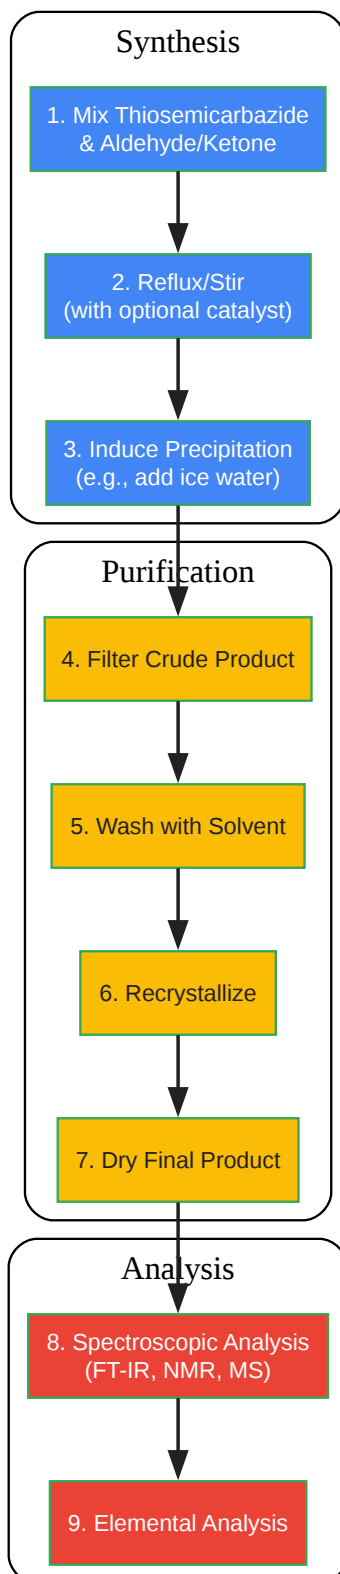 Synthesis
1. Mix Thiosemicarbazide
& Aldehyde/Ketone
2. Reflux/Stir
(with optional catalyst)
3. Induce Precipitation
(e.g., add ice water)
Purification
4. Filter Crude Product
5. Wash with Solvent
6. Recrystallize
7. Dry Final Product
Analysis
8. Spectroscopic Analysis
(FT-IR, NMR, MS)
9. Elemental Analysis